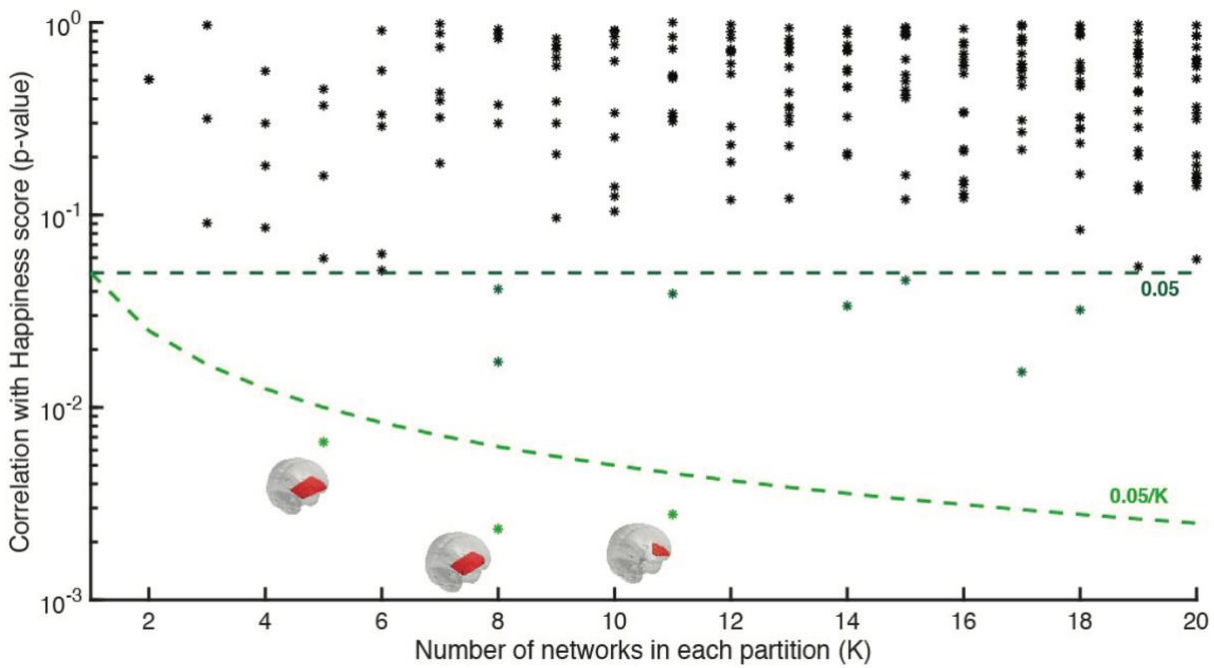 10^0
10^-1
10^-2
10^-3
Correlation with Happiness score (p-value)
0.05
0.05/K
2 4 6 8 10 12 14 16 18 20
Number of networks in each partition (K)